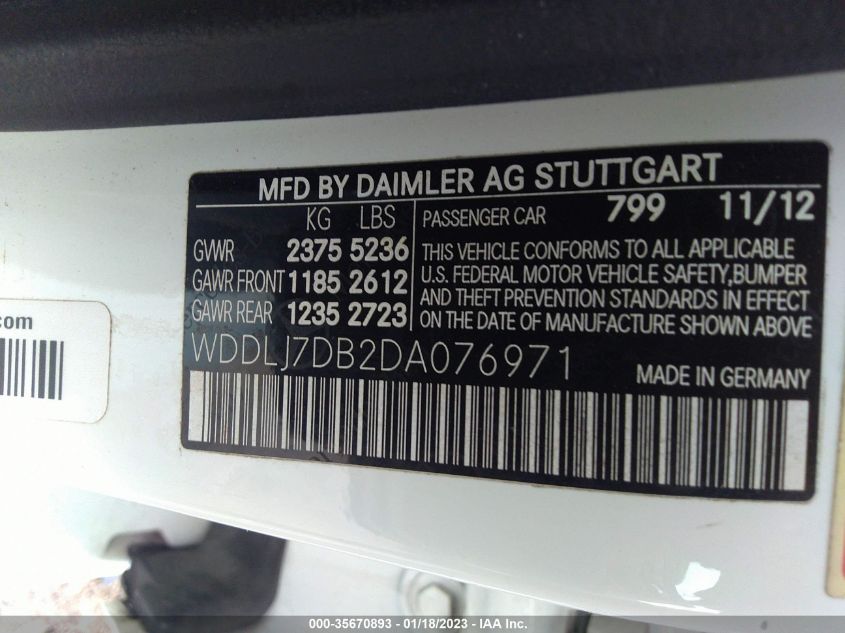 MFD BY DAIMLER AG STUTTGART
KG LBS
GVWR 2375 5236
GAWR FRONT 1185 2612
GAWR REAR 1235 2723
PASSENGER CAR 799 11/12
THIS VEHICLE CONFORMS TO ALL APPLICABLE
U.S. FEDERAL MOTOR VEHICLE SAFETY,BUMPER
AND THEFT PREVENTION STANDARDS IN EFFECT
ON THE DATE OF MANUFACTURE SHOWN ABOVE
WDDLJ7DB2DA076971
MADE IN GERMANY
.com
000-35670893 - 01/18/2023 - IAA Inc.